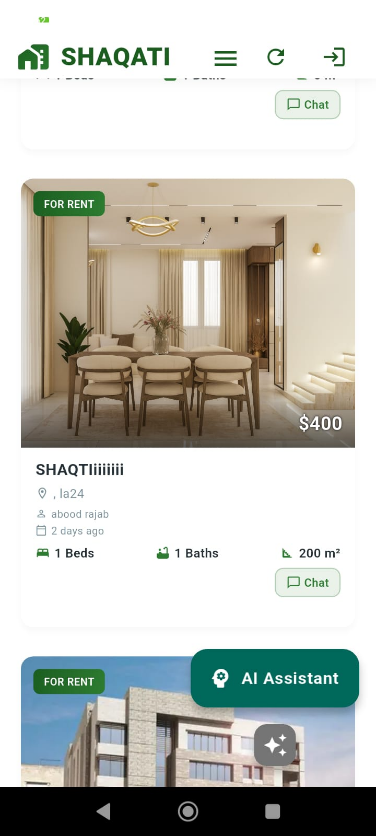 SHAQATI
Chat
FOR RENT
$400
SHAQTIiiiiiii
, la24
abood rajab
2 days ago
1 Beds 1 Baths 200 m²
Chat
FOR RENT
AI Assistant